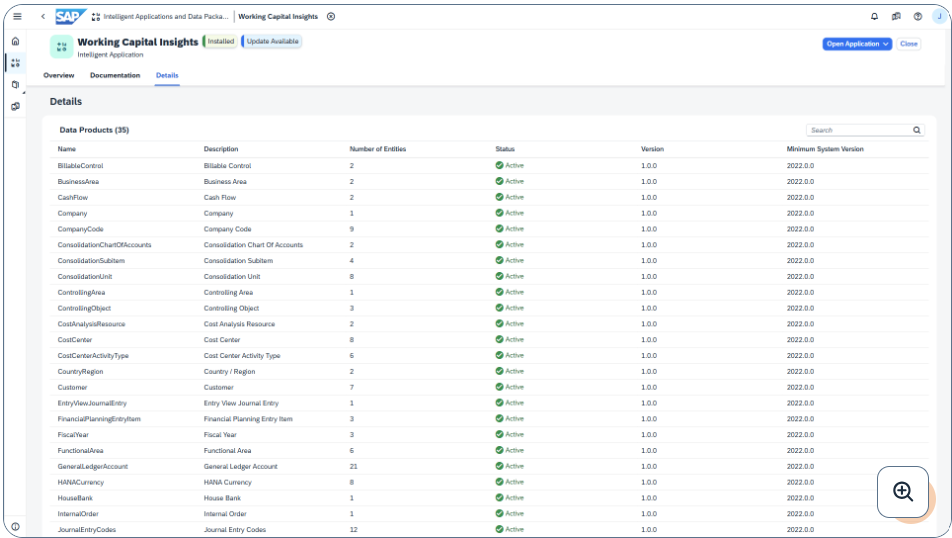 SAP Intelligent Applications and Data Packa... Working Capital Insights J
Working Capital Insights Installed Update Available Open Application Close
Intelligent Application
Overview Documentation Details
Details
Data Products (35) Search
Name Description Number of Entities Status Version Minimum System Version
BillableControl Billable Control 2 Active 1.0.0 2022.0.0
BusinessArea Business Area 2 Active 1.0.0 2022.0.0
CashFlow Cash Flow 2 Active 1.0.0 2022.0.0
Company Company 1 Active 1.0.0 2022.0.0
CompanyCode Company Code 9 Active 1.0.0 2022.0.0
ConsolidationChartOfAccounts Consolidation Chart Of Accounts 2 Active 1.0.0 2022.0.0
ConsolidationSubitem Consolidation SubItem 4 Active 1.0.0 2022.0.0
ConsolidationUnit Consolidation Unit 8 Active 1.0.0 2022.0.0
ControllingArea Controlling Area 1 Active 1.0.0 2022.0.0
ControllingObject Controlling Object 3 Active 1.0.0 2022.0.0
CostAnalysisResource Cost Analysis Resource 2 Active 1.0.0 2022.0.0
CostCenter Cost Center 8 Active 1.0.0 2022.0.0
CostCenterActivityType Cost Center Activity Type 6 Active 1.0.0 2022.0.0
CountryRegion Country / Region 2 Active 1.0.0 2022.0.0
Customer Customer 7 Active 1.0.0 2022.0.0
EntryViewJournalEntry Entry View Journal Entry 1 Active 1.0.0 2022.0.0
FinancialPlanningEntryItem Financial Planning Entry Item 3 Active 1.0.0 2022.0.0
FiscalYear Fiscal Year 3 Active 1.0.0 2022.0.0
FunctionalArea Functional Area 6 Active 1.0.0 2022.0.0
GeneralLedgerAccount General Ledger Account 21 Active 1.0.0 2022.0.0
HANACurrency HANA Currency 8 Active 1.0.0 2022.0.0
HouseBank House Bank 1 Active 1.0.0 2022.0.0
InternalOrder Internal Order 1 Active 1.0.0 2022.0.0
JournalEntryCodes Journal Entry Codes 12 Active 1.0.0 2022.0.0